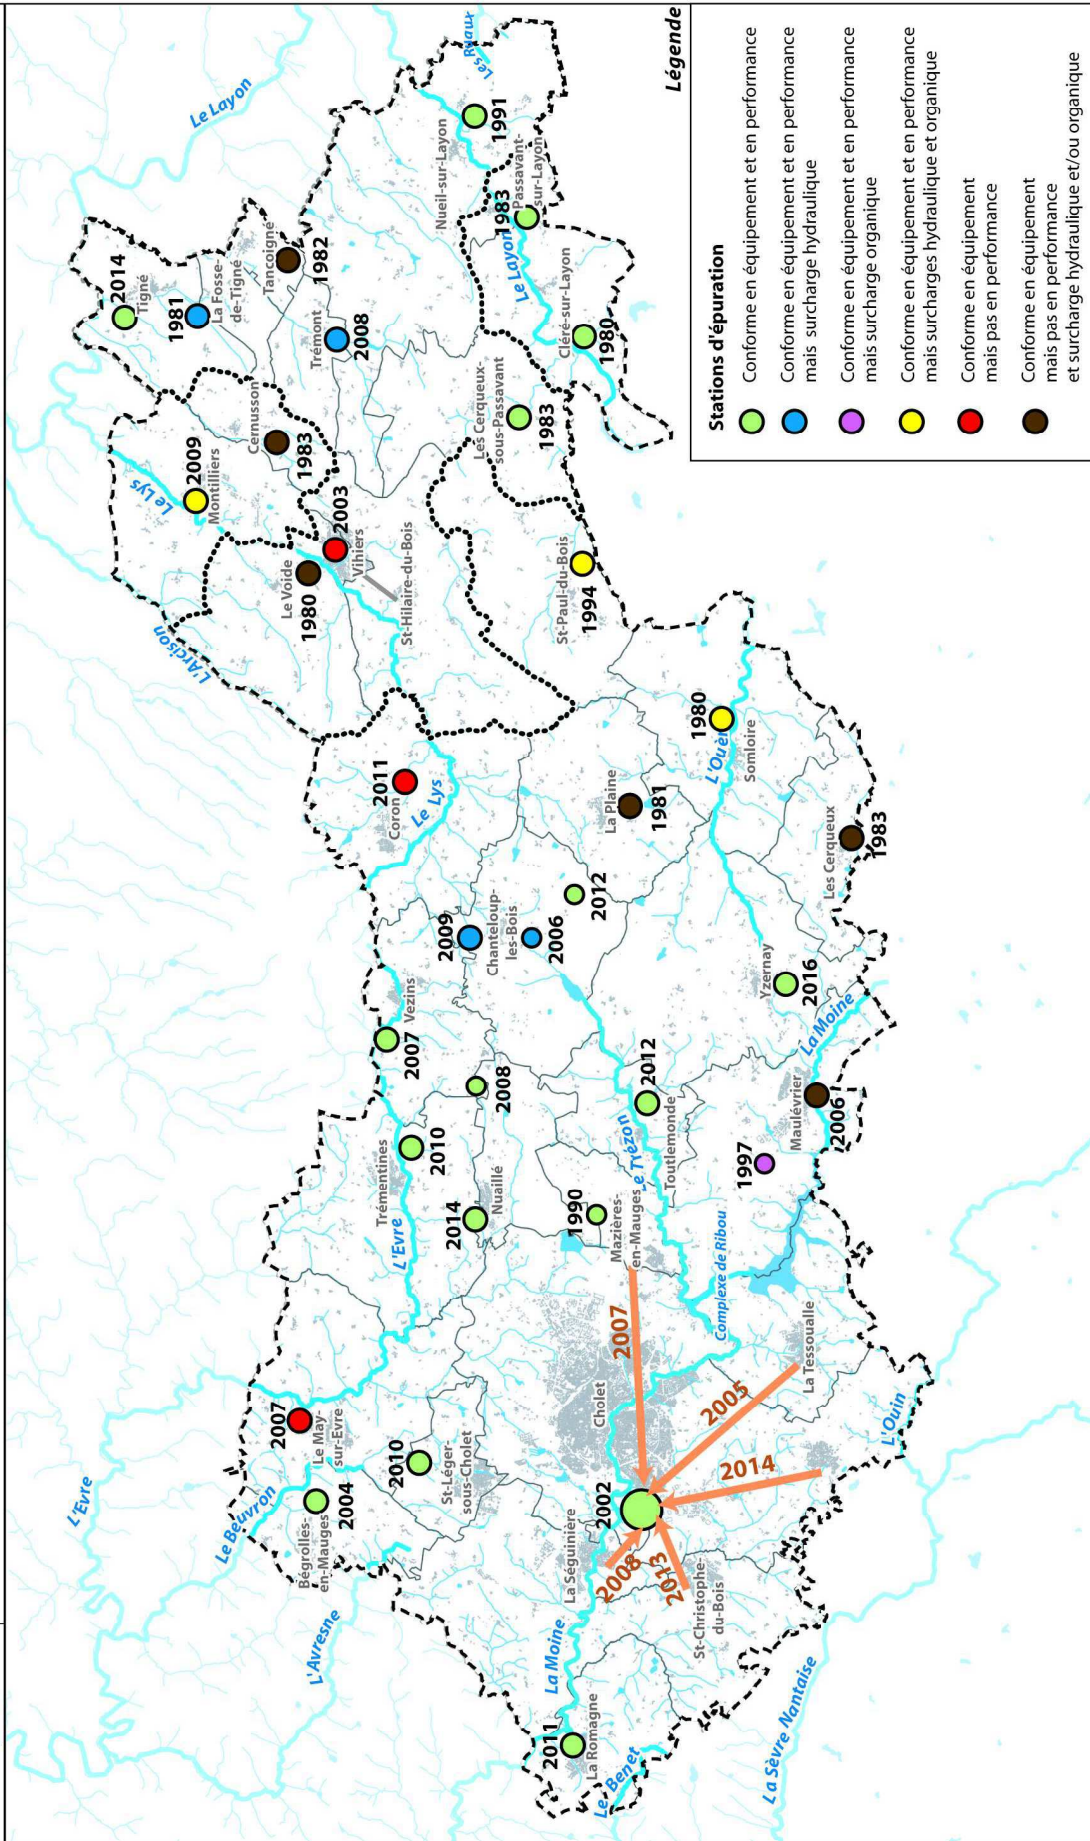 L'Evre
Le Beuvron
L'Avresne
Bégrolles-
en-Mauges
2004
2007
Le May-
sur-Evre
2010
St-Léger-
sous-Cholet
La Moine
La Séguinière
2011
La Romagne
Le Benet
La Sèvre Nantaise
St-Christophe-
du-Bois
2002
Cholet
2008
2013
2014
2005
2007
La Tessoualle
L'Ouin
Complexe de Ribou
Trémentines
2010
L'Evre
2014
Nuaillé
2008
2007
Vezins
1990
Mazières-
en-Mauges
Le Trézon
2012
Toutlemonde
1997
Maulévrier
2006
La Moine
Yzernay
2016
2009
Chanteloup-
les-Bois
2006
2012
Coron
2011
Le Lys
La Plaine
1981
1980
L'Ouère
Somloire
Les Cerqueux
1983
L'Arcison
Le Voide
1980
2003
Vihiers
St-Hilaire-du-Bois
St-Paul-du-Bois
1994
Le Lys
2009
Montilliers
Cernusson
1983
Les Cerqueux-
sous-Passavant
1983
2014
Tigné
1981
La Fosse-
de-Tigné
Tancoigné
1982
Trémont
2008
Le Layon
Cléré-sur-Layon
1980
Le Layon
1983
Passavant-
sur-Layon
Nueil-sur-Layon
1991
Les Ruaux
Légende
Stations d'épuration
Conforme en équipement et en performance
Conforme en équipement et en performance
mais surcharge hydraulique
Conforme en équipement et en performance
mais surcharge organique
Conforme en équipement et en performance
mais surcharges hydraulique et organique
Conforme en équipement
mais pas en performance
Conforme en équipement
mais pas en performance
et surcharge hydraulique et/ou organique